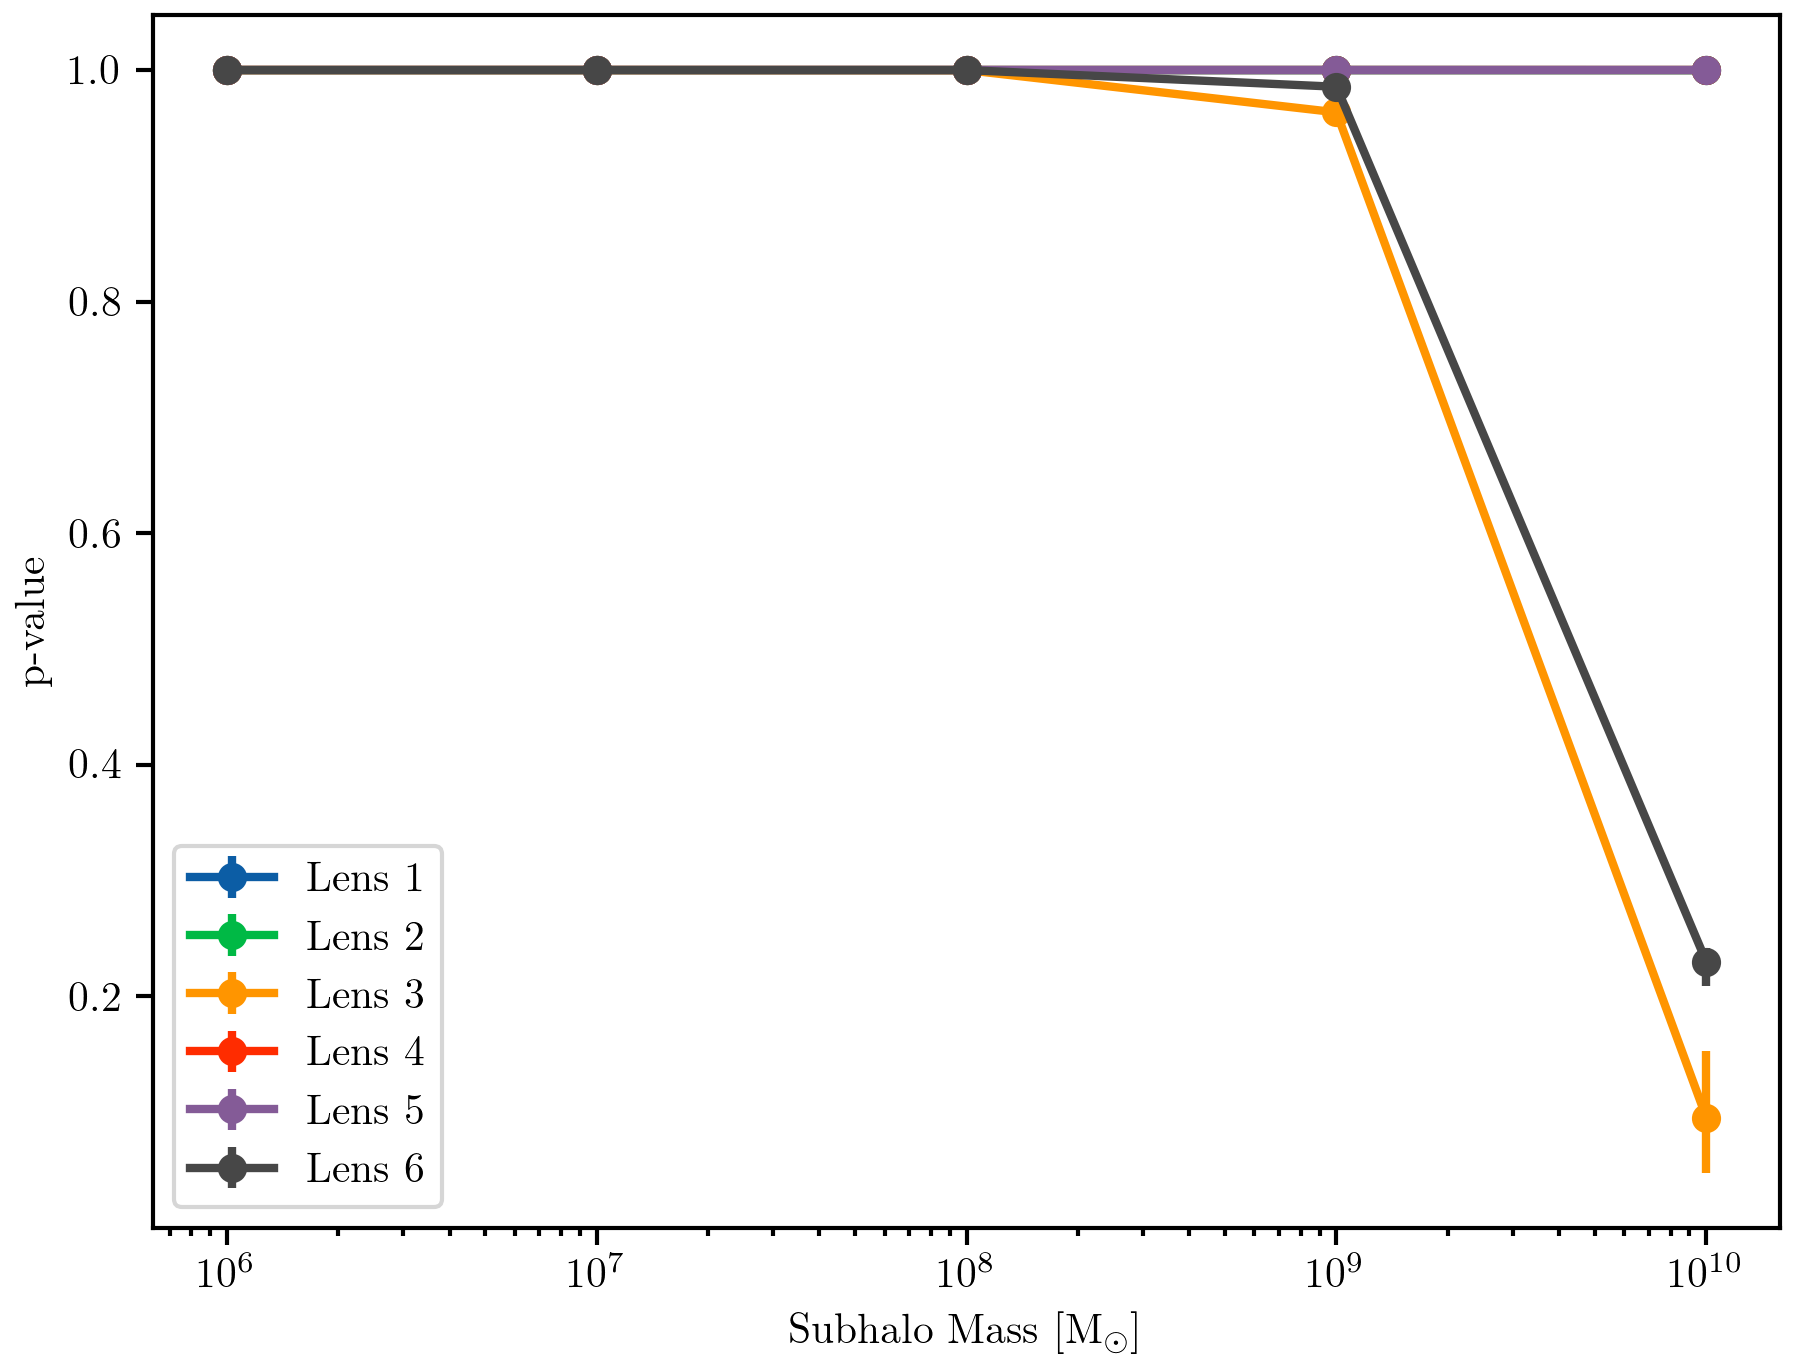 1.0
0.8
0.6
0.4
0.2
p-value
Lens 1
Lens 2
Lens 3
Lens 4
Lens 5
Lens 6
10⁶ 10⁷ 10⁸ 10⁹ 10¹⁰
Subhalo Mass [M☉]